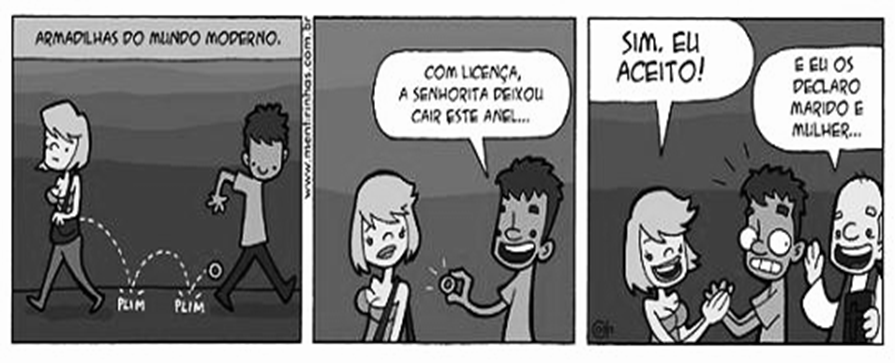 ARMADILHAS DO MUNDO MODERNO.
PLIM
PLIM
www.mentirinhas.com.br
COM LICENÇA,
A SENHORITA DEIXOU
CAIR ESTE ANEL...
SIM, EU
ACEITO!
E EU OS
DECLARO
MARIDO E
MULHER...